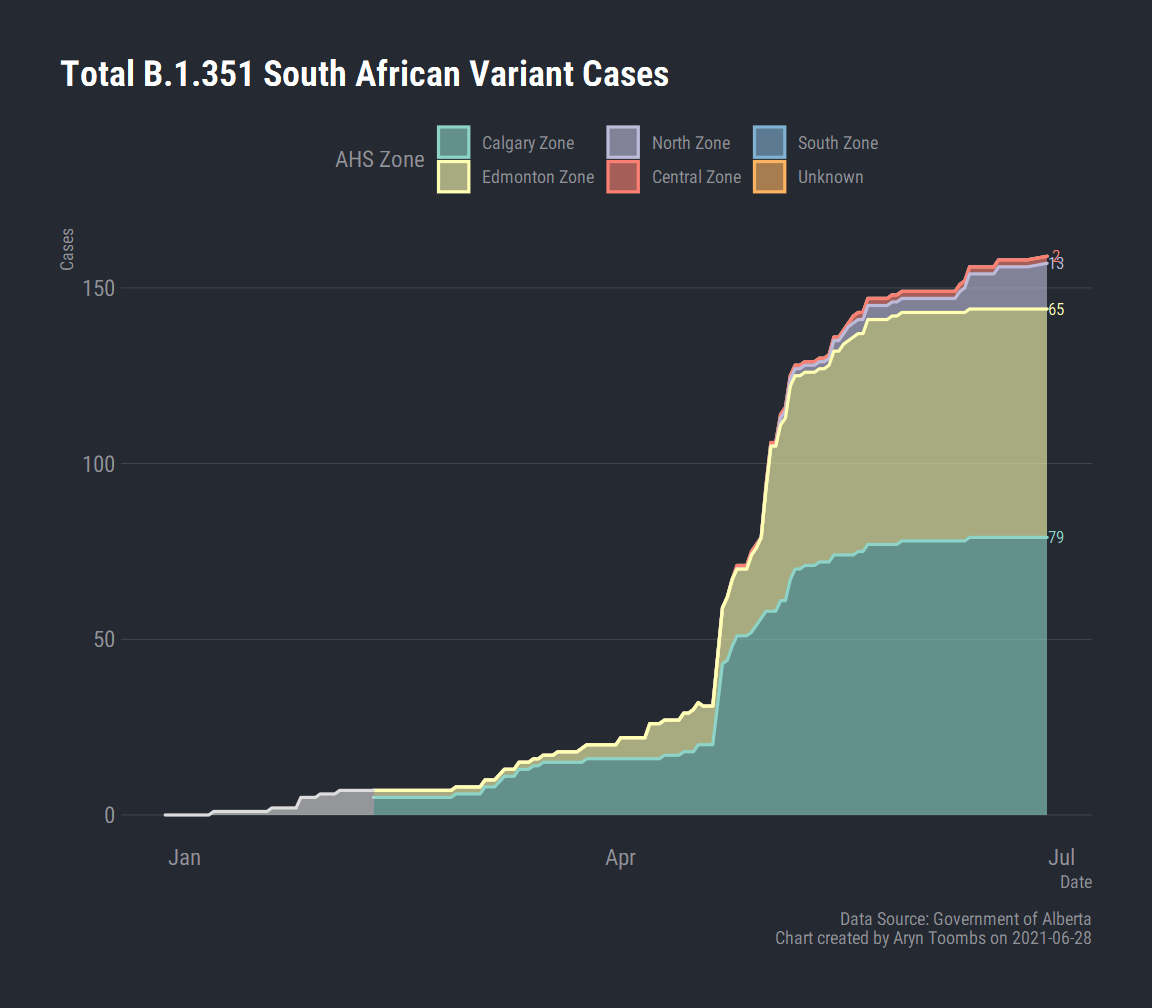 Total B.1.351 South African Variant Cases
AHS Zone
Calgary Zone
North Zone
South Zone
Edmonton Zone
Central Zone
Unknown
Cases
2
13
150
65
100
79
50
0
Jan
Apr
Jul
Date
Data Source: Government of Alberta
Chart created by Aryn Toombs on 2021-06-28